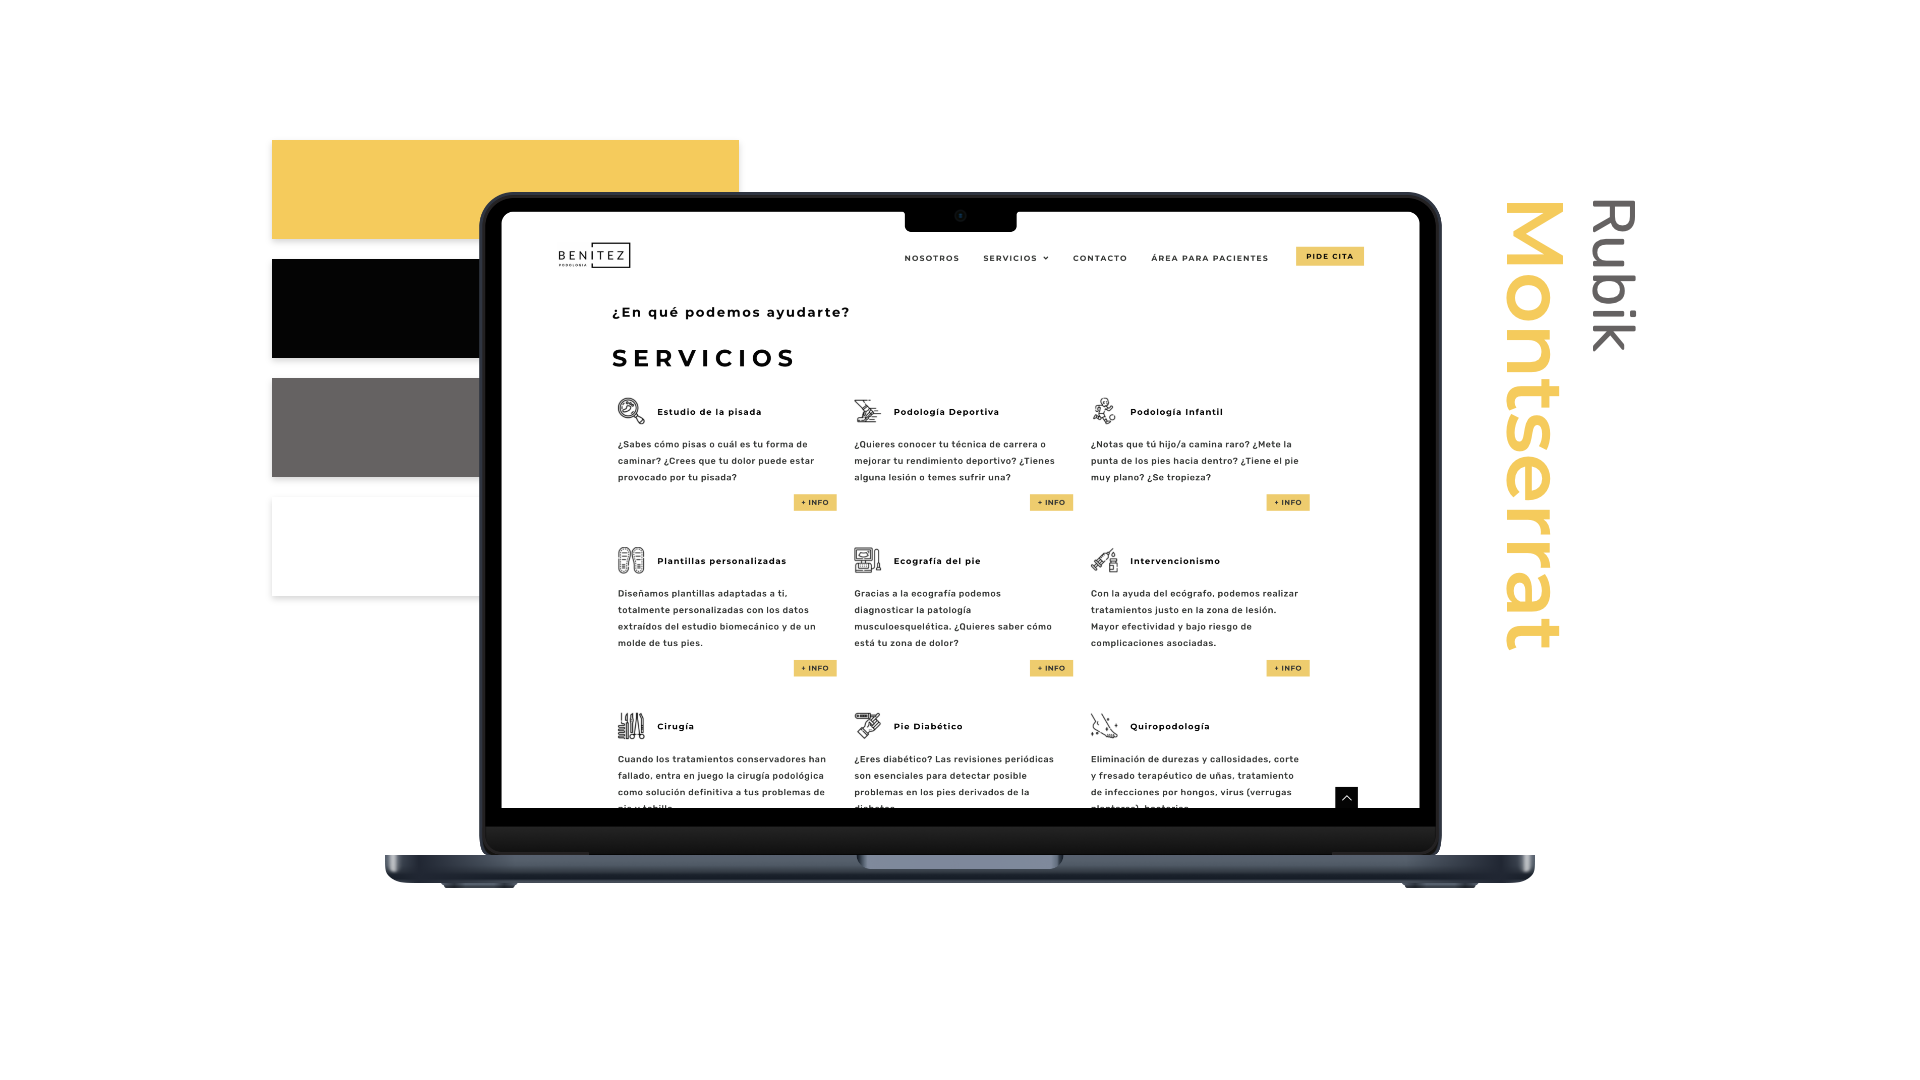 BENITEZ
PODOLOGÍA
NOSOTROS
SERVICIOS
CONTACTO
ÁREA PARA PACIENTES
PIDE CITA
¿En qué podemos ayudarte?
SERVICIOS
Estudio de la pisada
¿Sabes cómo pisas o cuál es tu forma de
caminar? ¿Crees que tu dolor puede estar
provocado por tu pisada?
+ INFO
Podología Deportiva
¿Quieres conocer tu técnica de carrera o
mejorar tu rendimiento deportivo? ¿Tienes
alguna lesión o temes sufrir una?
+ INFO
Podología Infantil
¿Notas que tú hijo/a camina raro? ¿Mete la
punta de los pies hacia dentro? ¿Tiene el pie
muy plano? ¿Se tropieza?
+ INFO
Plantillas personalizadas
Diseñamos plantillas adaptadas a ti,
totalmente personalizadas con los datos
extraídos del estudio biomecánico y de un
molde de tus pies.
+ INFO
Ecografía del pie
Gracias a la ecografía podemos
diagnosticar la patología
musculoesquelética. ¿Quieres saber cómo
está tu zona de dolor?
+ INFO
Intervencionismo
Con la ayuda del ecógrafo, podemos realizar
tratamientos justo en la zona de lesión.
Mayor efectividad y bajo riesgo de
complicaciones asociadas.
+ INFO
Cirugía
Cuando los tratamientos conservadores han
fallado, entra en juego la cirugía podológica
como solución definitiva a tus problemas de
Pie Diabético
¿Eres diabético? Las revisiones periódicas
son esenciales para detectar posible
problemas en los pies derivados de la
Quiropodología
Eliminación de durezas y callosidades, corte
y fresado terapéutico de uñas, tratamiento
de infecciones por hongos, virus (verrugas
Rubik
Montserrat